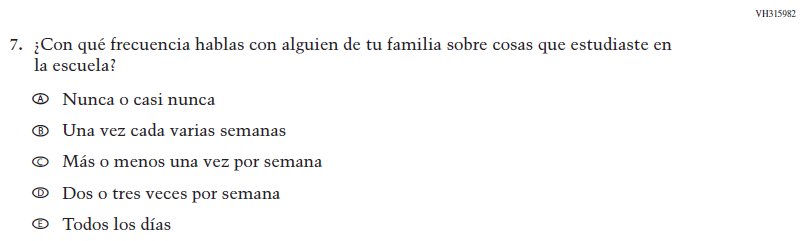 VH315982
7. ¿Con qué frecuencia hablas con alguien de tu familia sobre cosas que estudiaste en
la escuela?
A Nunca o casi nunca
B Una vez cada varias semanas
C Más o menos una vez por semana
D Dos o tres veces por semana
E Todos los días